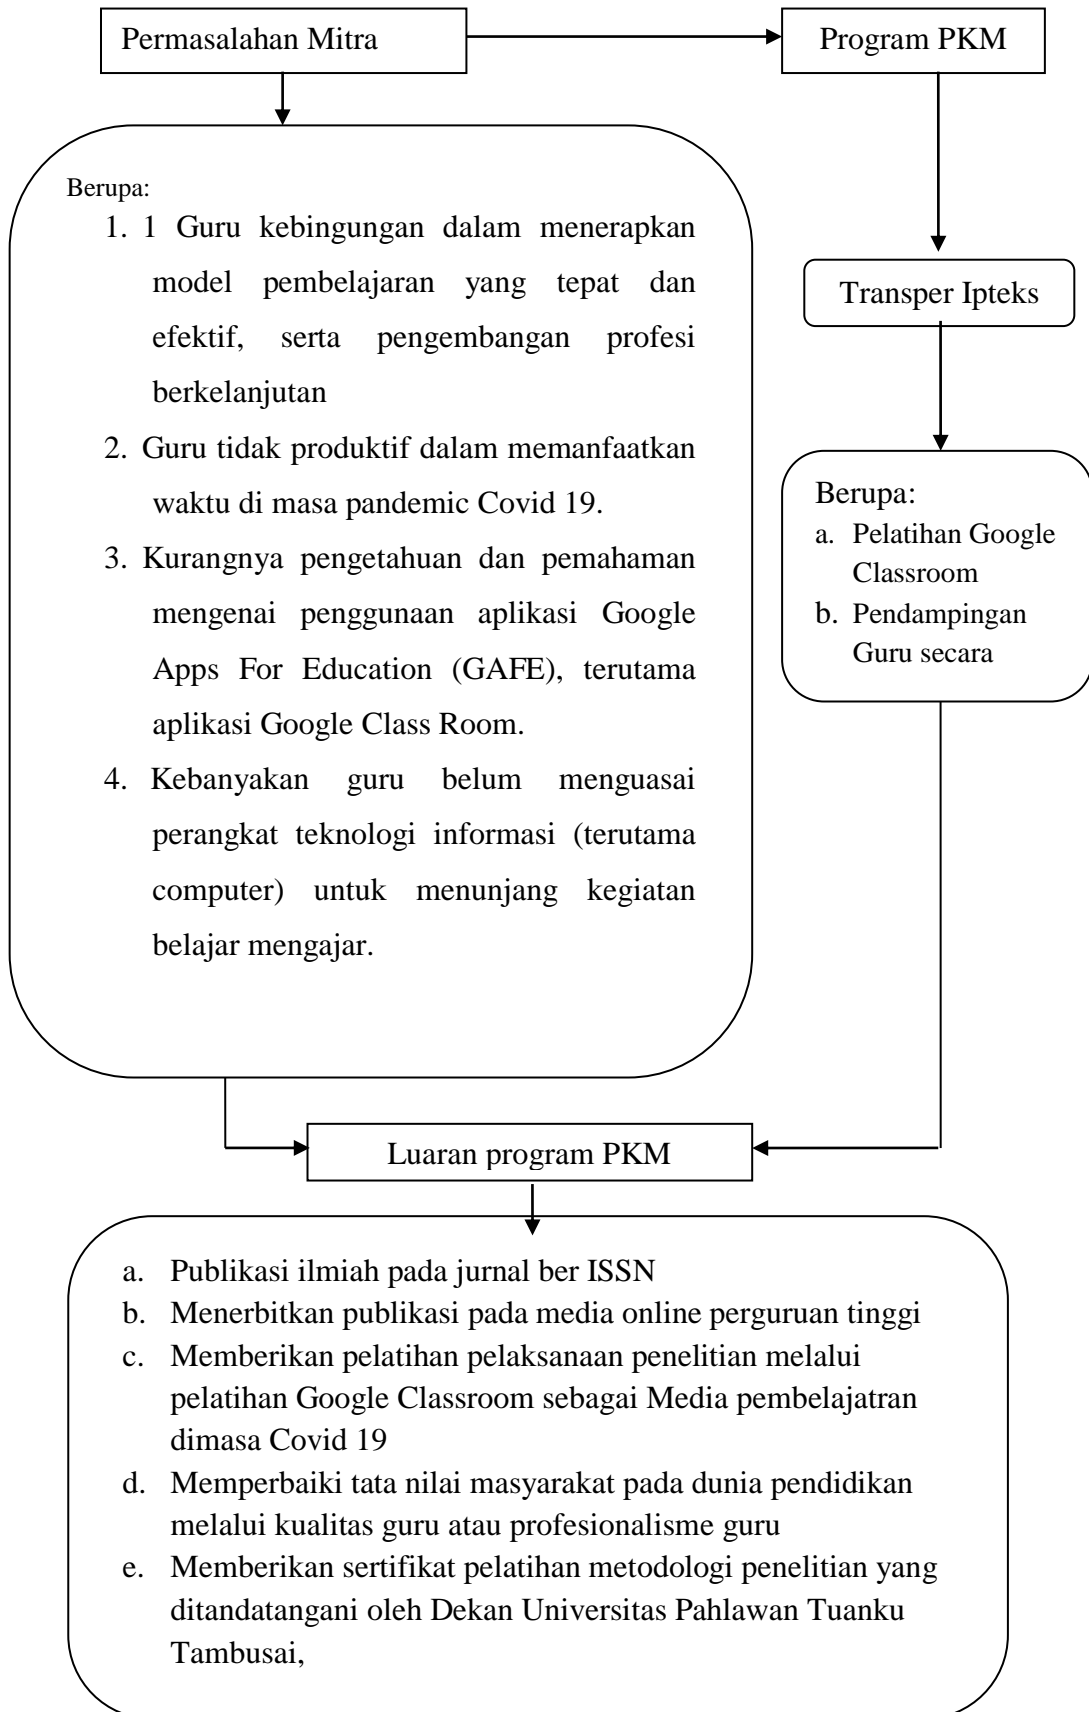 Permasalahan Mitra
Program PKM
Berupa:
1. 1 Guru kebingungan dalam menerapkan
model pembelajaran yang tepat dan
efektif, serta pengembangan profesi
berkelanjutan
2. Guru tidak produktif dalam memanfaatkan
waktu di masa pandemic Covid 19.
3. Kurangnya pengetahuan dan pemahaman
mengenai penggunaan aplikasi Google
Apps For Education (GAFE), terutama
aplikasi Google Class Room.
4. Kebanyakan guru belum menguasai
perangkat teknologi informasi (terutama
computer) untuk menunjang kegiatan
belajar mengajar.
Transper Ipteks
Berupa:
a. Pelatihan Google
Classroom
b. Pendampingan
Guru secara
Luaran program PKM
a. Publikasi ilmiah pada jurnal ber ISSN
b. Menerbitkan publikasi pada media online perguruan tinggi
c. Memberikan pelatihan pelaksanaan penelitian melalui
pelatihan Google Classroom sebagai Media pembelajatran
dimasa Covid 19
d. Memperbaiki tata nilai masyarakat pada dunia pendidikan
melalui kualitas guru atau profesionalisme guru
e. Memberikan sertifikat pelatihan metodologi penelitian yang
ditandatangani oleh Dekan Universitas Pahlawan Tuanku
Tambusai,